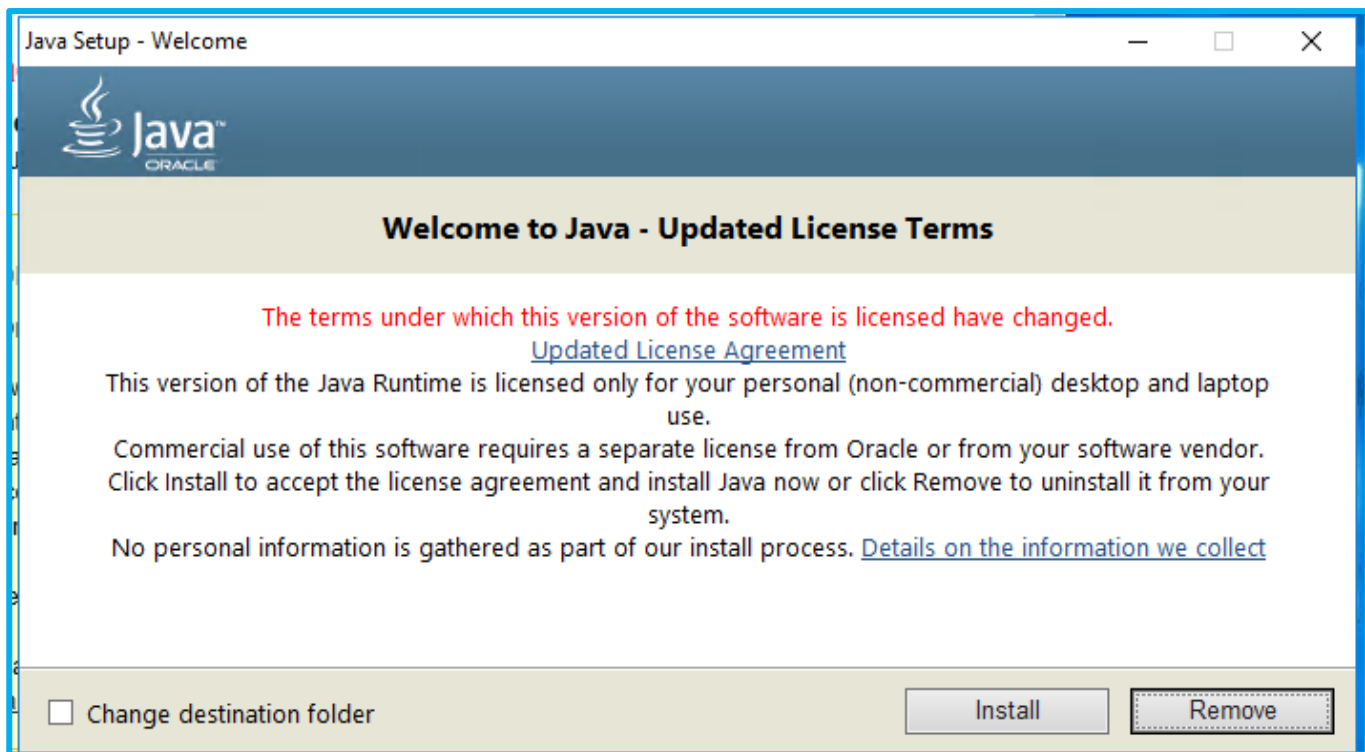 Java Setup - Welcome
Java™
ORACLE
Welcome to Java - Updated License Terms
The terms under which this version of the software is licensed have changed.
Updated License Agreement
This version of the Java Runtime is licensed only for your personal (non-commercial) desktop and laptop
use.
Commercial use of this software requires a separate license from Oracle or from your software vendor.
Click Install to accept the license agreement and install Java now or click Remove to uninstall it from your
system.
No personal information is gathered as part of our install process. Details on the information we collect
Change destination folder
Install
Remove